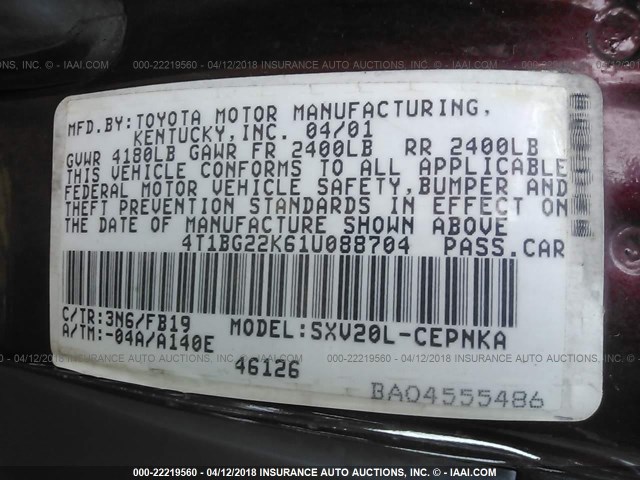 000-22219560 - 04/12/2018 INSURANCE AUTO AUCTIONS, INC. - IAAI.COM
MFD.BY:TOYOTA MOTOR MANUFACTURING,
KENTUCKY,INC. 04/01
GVWR 4180LB GAWR FR 2400LB RR 2400LB
THIS VEHICLE CONFORMS TO ALL APPLICABLE
FEDERAL MOTOR VEHICLE SAFETY,BUMPER AND
THEFT PREVENTION STANDARDS IN EFFECT ON
THE DATE OF MANUFACTURE SHOWN ABOVE
4T1BG22K61U088704 PASS.CAR
C/TR:3N6/FB19 MODEL:SXV20L-CEPNKA
A/TM:-04A/A140E
46126
BA04555486
000-22219560 - 04/12/2018 INSURANCE AUTO AUCTIONS, INC. - IAAI.COM